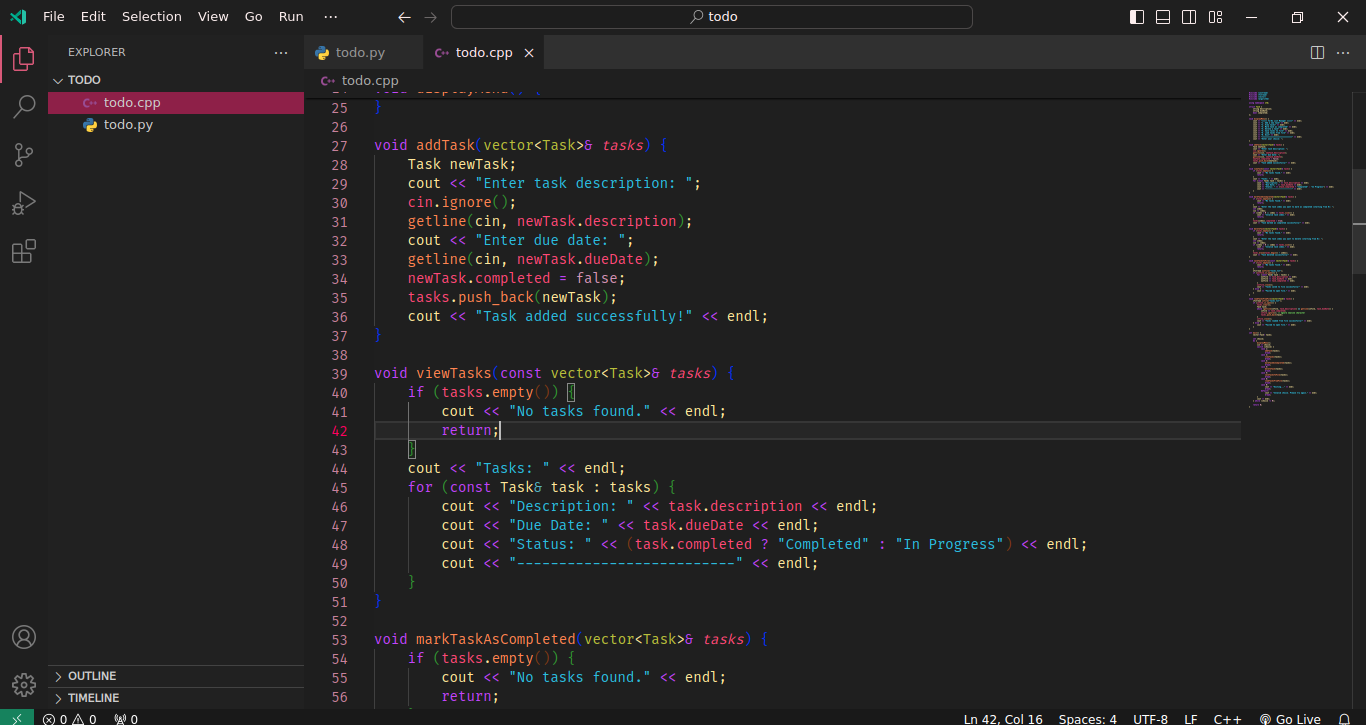 File Edit Selection View Go Run ···
todo
EXPLORER ···
TODO
todo.cpp
todo.py
OUTLINE
TIMELINE
todo.py
todo.cpp
todo.cpp
25 }
26
27 void addTask(vector<Task>& tasks) {
28     Task newTask;
29     cout << "Enter task description: ";
30     cin.ignore();
31     getline(cin, newTask.description);
32     cout << "Enter due date: ";
33     getline(cin, newTask.dueDate);
34     newTask.completed = false;
35     tasks.push_back(newTask);
36     cout << "Task added successfully!" << endl;
37 }
38
39 void viewTasks(const vector<Task>& tasks) {
40     if (tasks.empty()) {
41         cout << "No tasks found." << endl;
42         return;
43     }
44     cout << "Tasks: " << endl;
45     for (const Task& task : tasks) {
46         cout << "Description: " << task.description << endl;
47         cout << "Due Date: " << task.dueDate << endl;
48         cout << "Status: " << (task.completed ? "Completed" : "In Progress") << endl;
49         cout << "--------------------------" << endl;
50     }
51 }
52
53 void markTaskAsCompleted(vector<Task>& tasks) {
54     if (tasks.empty()) {
55         cout << "No tasks found." << endl;
56         return;
0 0 0
Ln 42, Col 16 Spaces: 4 UTF-8 LF C++ Go Live